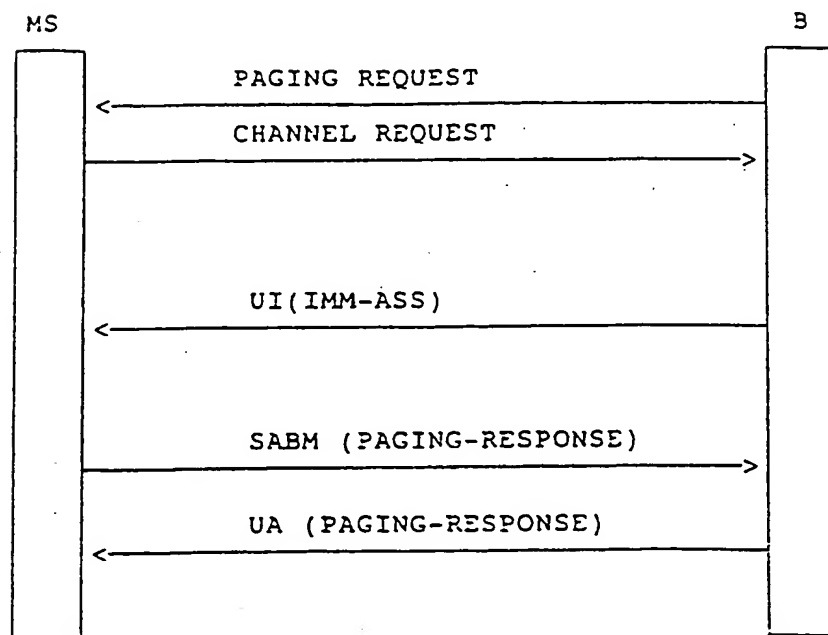 MS
B
PAGING REQUEST
CHANNEL REQUEST
UI(IMM-ASS)
SABM (PAGING-RESPONSE)
UA (PAGING-RESPONSE)